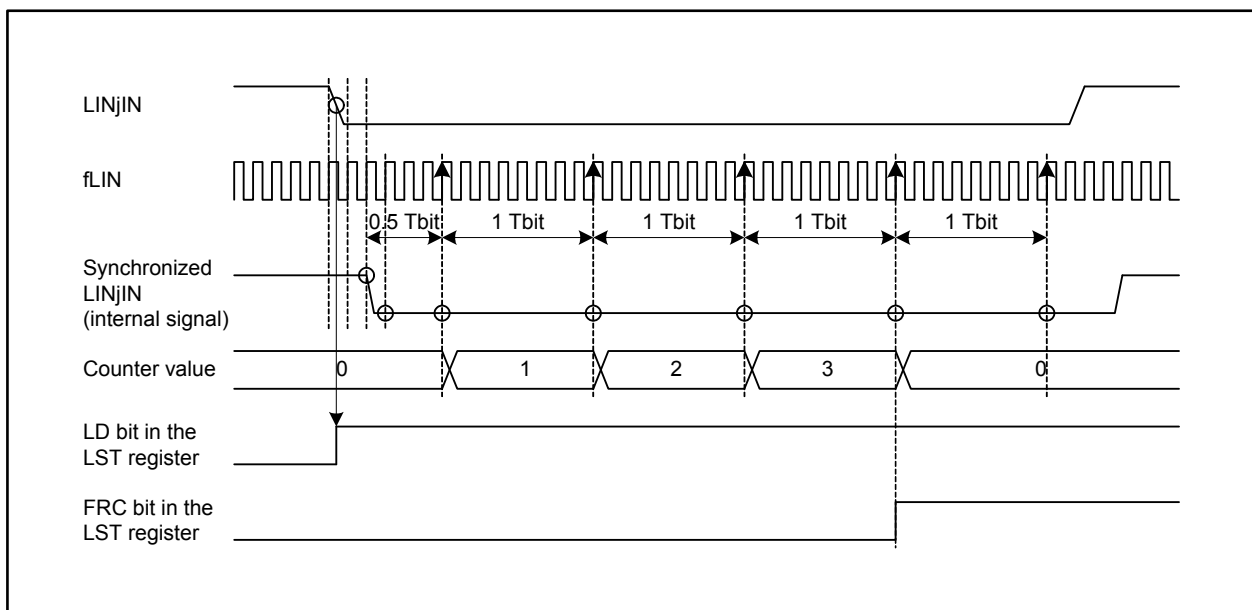 LINjIN
fLIN
0.5 Tbit
1 Tbit
1 Tbit
1 Tbit
1 Tbit
Synchronized
LINjIN
(internal signal)
Counter value
0
1
2
3
0
LD bit in the
LST register
FRC bit in the
LST register